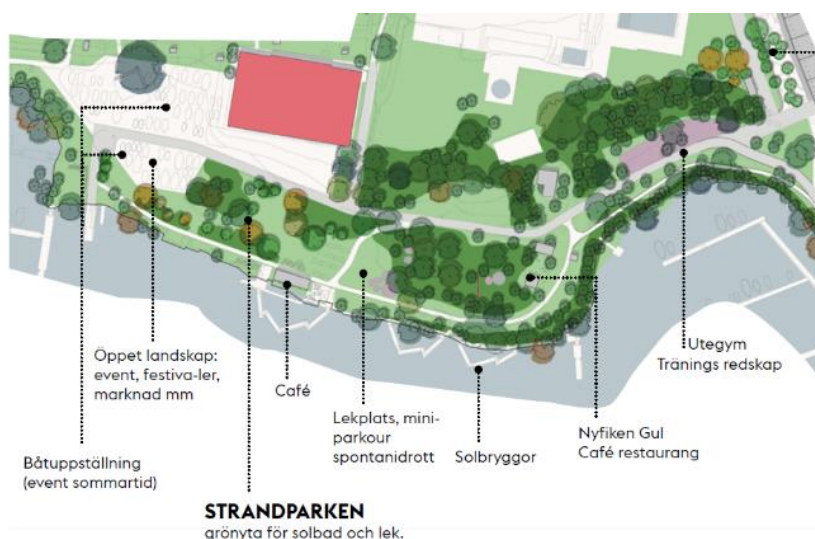 Utegym
Tränings redskap
Öppet landskap:
event, festiva-ler,
marknad mm
Café
Lekplats, mini-
parkour
spontanidrott
Solbryggor
Nyfiken Gul
Café restaurang
Båtuppställning
(event sommartid)
STRANDPARKEN
grönyta för solbad och lek.